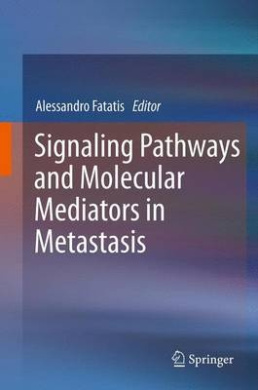 Alessandro Fatatis Editor
Signaling Pathways
and Molecular
Mediators in
Metastasis
Springer